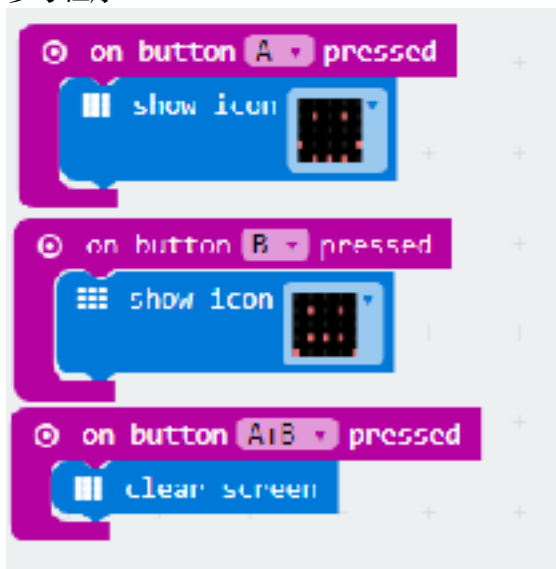 on button A pressed
show icon
on button B pressed
show icon
on button A+B pressed
clear screen